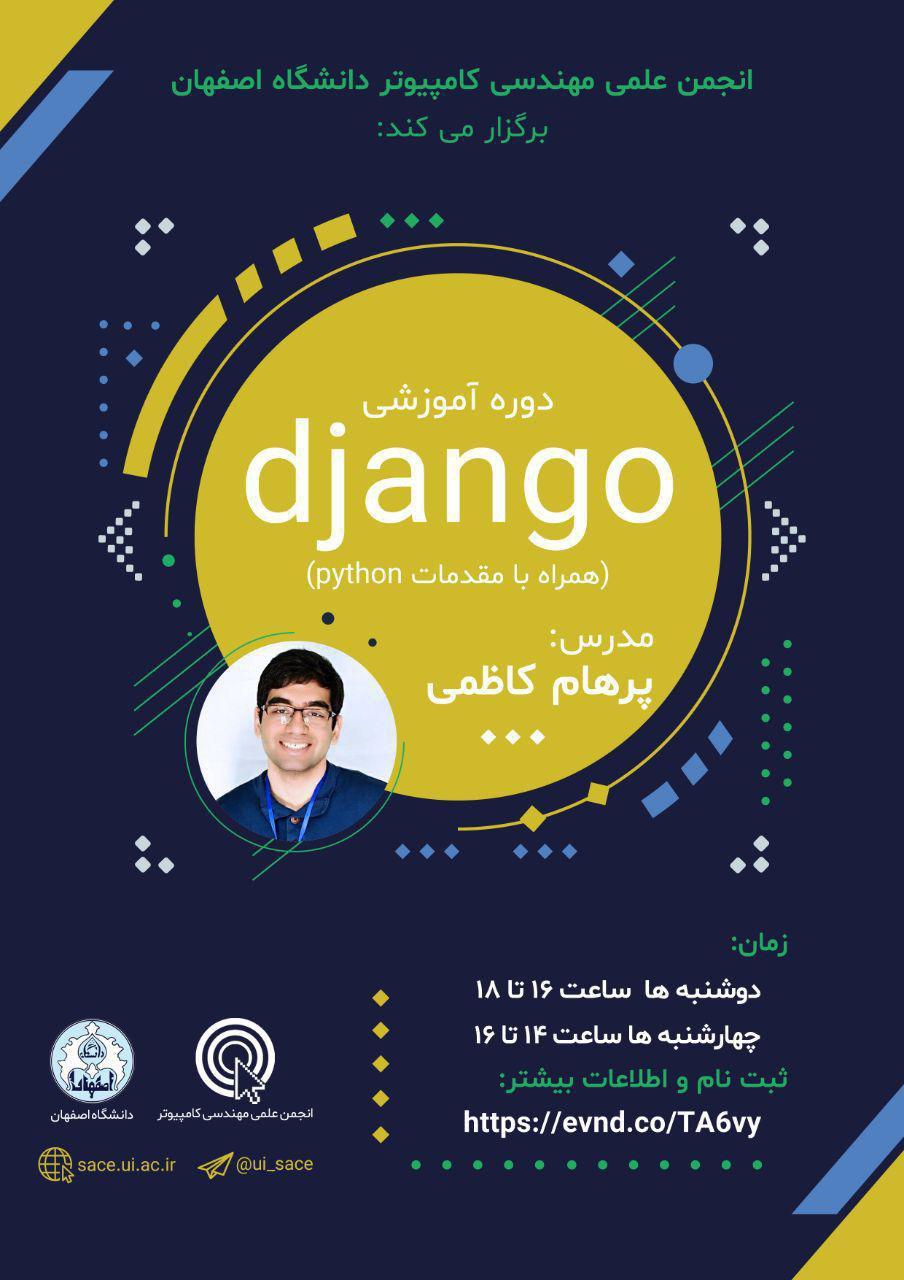 انجمن علمی مهندسی کامپیوتر دانشگاه اصفهان
برگزار می کند:
دوره آموزشی
django
(همراه با مقدمات python)
مدرس:
پرهام کاظمی
زمان:
دوشنبه ها ساعت ۱۶ تا ۱۸
چهارشنبه ها ساعت ۱۴ تا ۱۶
ثبت نام و اطلاعات بیشتر:
https://evnd.co/TA6vy
انجمن علمی مهندسی کامپیوتر
دانشگاه اصفهان
@ui_sace
sace.ui.ac.ir